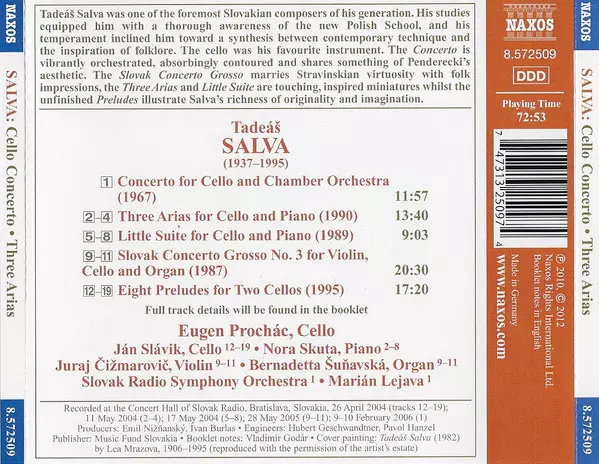 NAXOS
SALVA: Cello Concerto • Three Arias
8.572509
Tadeáš Salva was one of the foremost Slovakian composers of his generation. His studies
equipped him with a thorough awareness of the new Polish School, and his
temperament inclined him toward a synthesis between contemporary technique and
the inspiration of folklore. The cello was his favourite instrument. The Concerto is
vibrantly orchestrated, absorbingly contoured and shares something of Penderecki's
aesthetic. The Slovak Concerto Grosso marries Stravinskian virtuosity with folk
impressions, the Three Arias and Little Suite are touching, inspired miniatures whilst the
unfinished Preludes illustrate Salva's richness of originality and imagination.
Tadeáš
SALVA
(1937–1995)
1 Concerto for Cello and Chamber Orchestra
(1967) 11:57
2–4 Three Arias for Cello and Piano (1990) 13:40
5–8 Little Suite for Cello and Piano (1989) 9:03
9–11 Slovak Concerto Grosso No. 3 for Violin,
Cello and Organ (1987) 20:30
12–19 Eight Preludes for Two Cellos (1995) 17:20
Full track details will be found in the booklet
Eugen Prochác, Cello
Ján Slávik, Cello 12–19 • Nora Skuta, Piano 2–8
Juraj Čižmarovič, Violin 9–11 • Bernadetta Šuňavská, Organ 9–11
Slovak Radio Symphony Orchestra 1 • Marián Lejava 1
Recorded at the Concert Hall of Slovak Radio, Bratislava, Slovakia, 26 April 2004 (tracks 12–19);
11 May 2004 (2–4); 17 May 2004 (5–8); 28 May 2005 (9–11); 9–10 February 2006 (1)
Producers: Emil Nižňanský, Ivan Burlas • Engineers: Hubert Geschwandtner, Pavol Hanzel
Publisher: Music Fund Slovakia • Booklet notes: Vladimír Godár • Cover painting: Tadeáš Salva (1982)
by Lea Mrazova, 1906–1995 (reproduced with the permission of the artist's estate)
NAXOS
8.572509
DDD
Playing Time
72:53
7 47313 25097 4
www.naxos.com
Made in Germany
Booklet notes in English
Naxos Rights International Ltd.
℗ 2010, © 2012
NAXOS
SALVA: Cello Concerto • Three Arias
8.572509